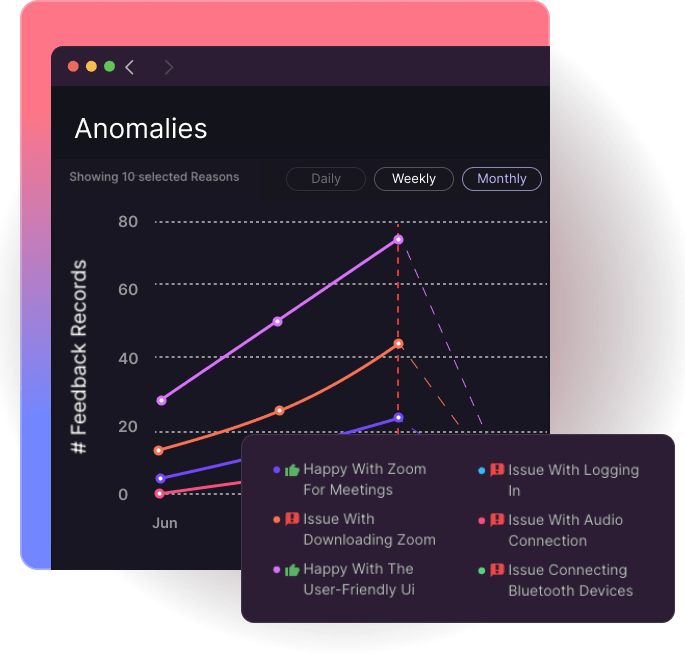 Anomalies
Showing 10 selected Reasons
Daily
Weekly
Monthly
# Feedback Records
80
60
40
20
0
Jun
Happy With Zoom
For Meetings
Issue With
Downloading Zoom
Happy With The
User-Friendly Ui
Issue With Logging
In
Issue With Audio
Connection
Issue Connecting
Bluetooth Devices